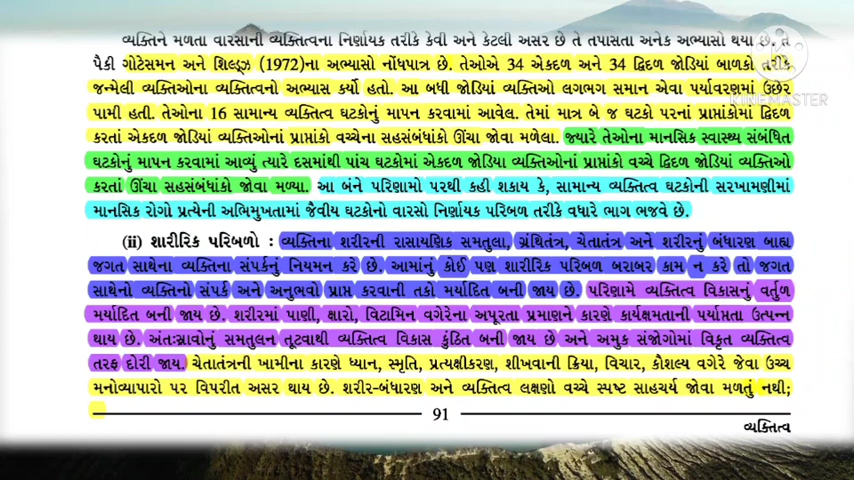 વ્યક્તિને મળતા વારસાની વ્યક્તિત્વના નિર્ણાયક તરીકે કેવી અને કેટલી અસર છે તે તપાસતા અનેક અભ્યાસો થયા છે. તે
પૈકી ગોટેસમન અને શિલ્ડ્ઝ (1972)ના અભ્યાસો નોંધપાત્ર છે. તેઓએ 34 એકદળ અને 34 દ્વિદળ જોડિયાં બાળકો તરીકે
જન્મેલી વ્યક્તિઓના વ્યક્તિત્વનો અભ્યાસ કર્યો હતો. આ બધી જોડિયાં વ્યક્તિઓ લગભગ સમાન એવા પર્યાવરણમાં ઉછેર
પામી હતી. તેઓના 16 સામાન્ય વ્યક્તિત્વ ઘટકોનું માપન કરવામાં આવેલ. તેમાં માત્ર બે જ ઘટકો પરનાં પ્રાપ્તાંકોમાં દ્વિદળ
કરતાં એકદળ જોડિયાં વ્યક્તિઓનાં પ્રાપ્તાંકો વચ્ચેના સહસંબંધાંકો ઊંચા જોવા મળેલા. જ્યારે તેઓના માનસિક સ્વાસ્થ્ય સંબંધિત
ઘટકોનું માપન કરવામાં આવ્યું ત્યારે દસમાંથી પાંચ ઘટકોમાં એકદળ જોડિયા વ્યક્તિઓનાં પ્રાપ્તાંકો વચ્ચે દ્વિદળ જોડિયાં વ્યક્તિઓ
કરતાં ઊંચા સહસંબંધાંકો જોવા મળ્યા. આ બંને પરિણામો પરથી કહી શકાય કે, સામાન્ય વ્યક્તિત્વ ઘટકોની સરખામણીમાં
માનસિક રોગો પ્રત્યેની અભિમુખતામાં જૈવીય ઘટકોનો વારસો નિર્ણાયક પરિબળ તરીકે વધારે ભાગ ભજવે છે.
(ii) શારીરિક પરિબળો : વ્યક્તિના શરીરની રાસાયણિક સમતુલા, ગ્રંથિતંત્ર, ચેતાતંત્ર અને શરીરનું બંધારણ બાહ્ય
જગત સાથેના વ્યક્તિના સંપર્કનું નિયમન કરે છે. આમાંનું કોઈ પણ શારીરિક પરિબળ બરાબર કામ ન કરે તો જગત
સાથેનો વ્યક્તિનો સંપર્ક અને અનુભવો પ્રાપ્ત કરવાની તકો મર્યાદિત બની જાય છે. પરિણામે વ્યક્તિત્વ વિકાસનું વર્તુળ
મર્યાદિત બની જાય છે. શરીરમાં પાણી, ક્ષારો, વિટામિન વગેરેના અપૂરતા પ્રમાણને કારણે કાર્યક્ષમતાની પર્યાપ્તતા ઉત્પન્ન
થાય છે. અંતઃસ્રાવોનું સમતુલન તૂટવાથી વ્યક્તિત્વ વિકાસ કુંઠિત બની જાય છે અને અમુક સંજોગોમાં વિકૃત વ્યક્તિત્વ
તરફ દોરી જાય. ચેતાતંત્રની ખામીના કારણે ધ્યાન, સ્મૃતિ, પ્રત્યક્ષીકરણ, શીખવાની ક્રિયા, વિચાર, કૌશલ્ય વગેરે જેવા ઉચ્ચ
મનોવ્યાપારો પર વિપરીત અસર થાય છે. શરીર-બંધારણ અને વ્યક્તિત્વ લક્ષણો વચ્ચે સ્પષ્ટ સાહચર્ય જોવા મળતું નથી;
91
વ્યક્તિત્વ
KINEMASTER